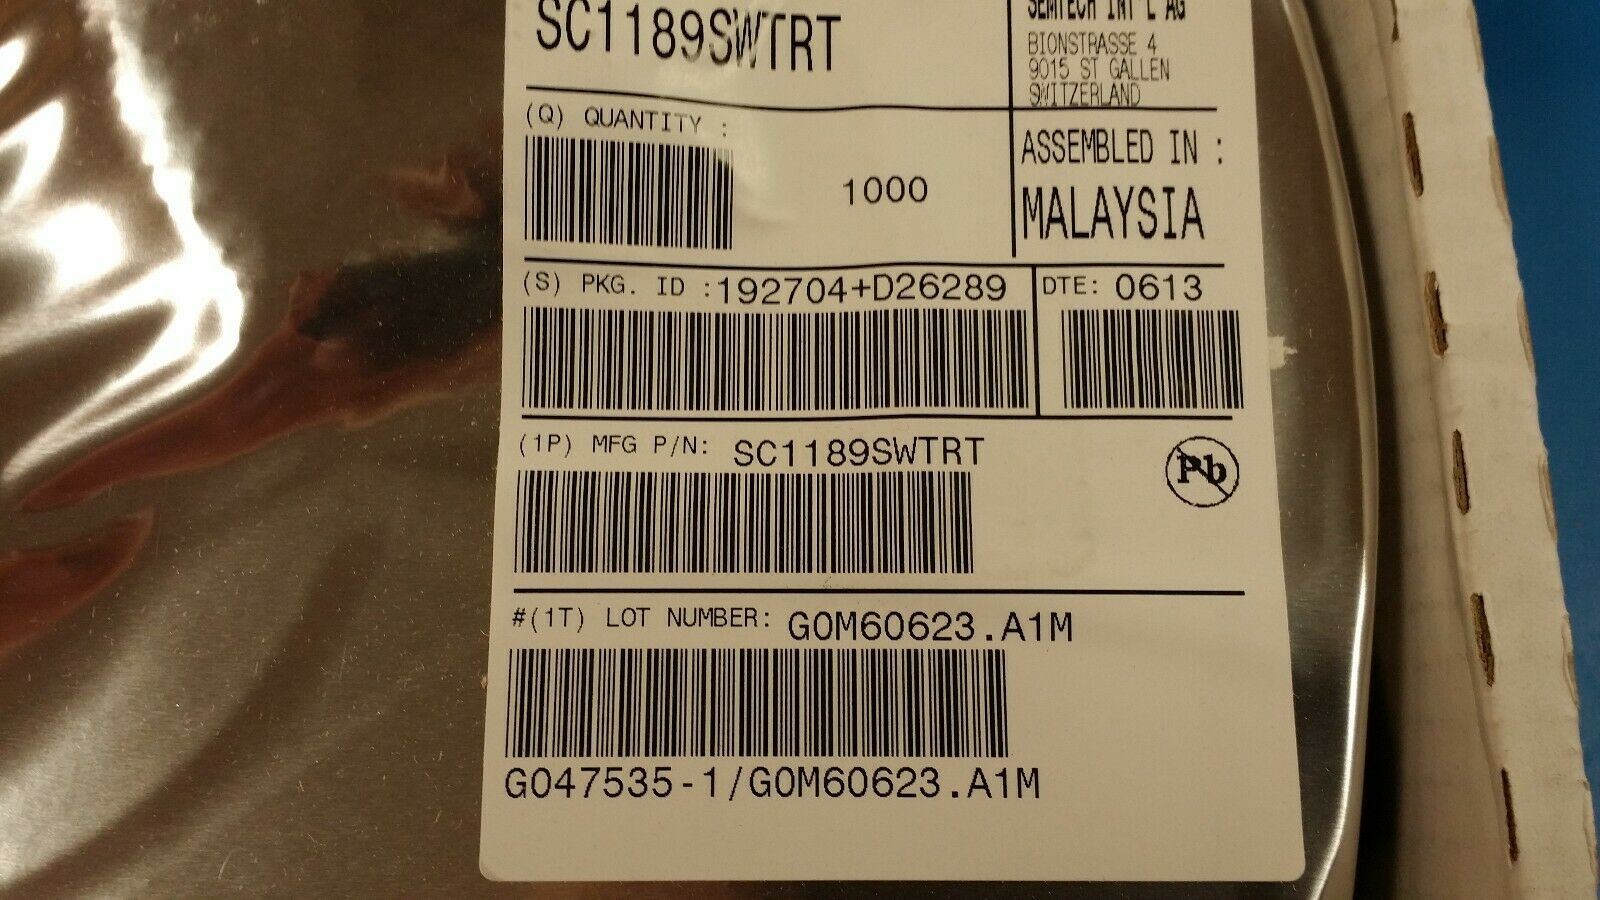 SC1189SWTRT
SEMTECH INT'L AG
BIONSTRASSE 4
9015 ST GALLEN
SWITZERLAND
(Q) QUANTITY :
1000
ASSEMBLED IN :
MALAYSIA
(S) PKG. ID :192704+D26289
DTE: 0613
(1P) MFG P/N: SC1189SWTRT
Pb
#(1T) LOT NUMBER: G0M60623.A1M
G047535-1/G0M60623.A1M